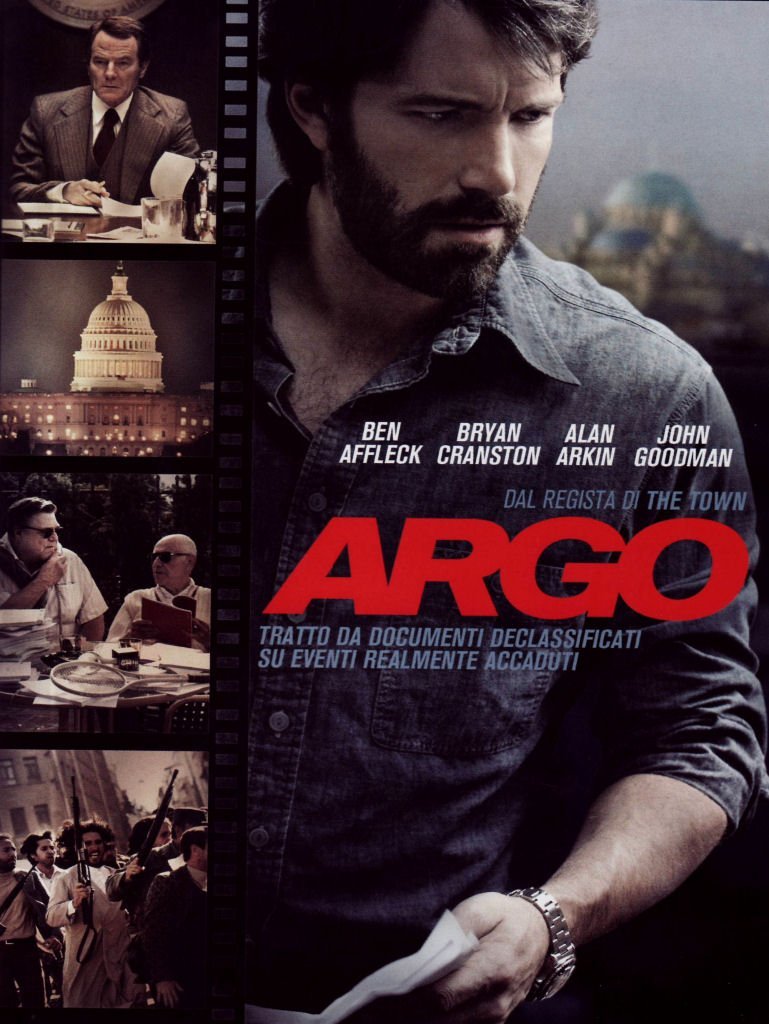 BEN AFFLECK
BRYAN CRANSTON
ALAN ARKIN
JOHN GOODMAN
DAL REGISTA DI THE TOWN
ARGO
TRATTO DA DOCUMENTI DECLASSIFICATI
SU EVENTI REALMENTE ACCADUTI